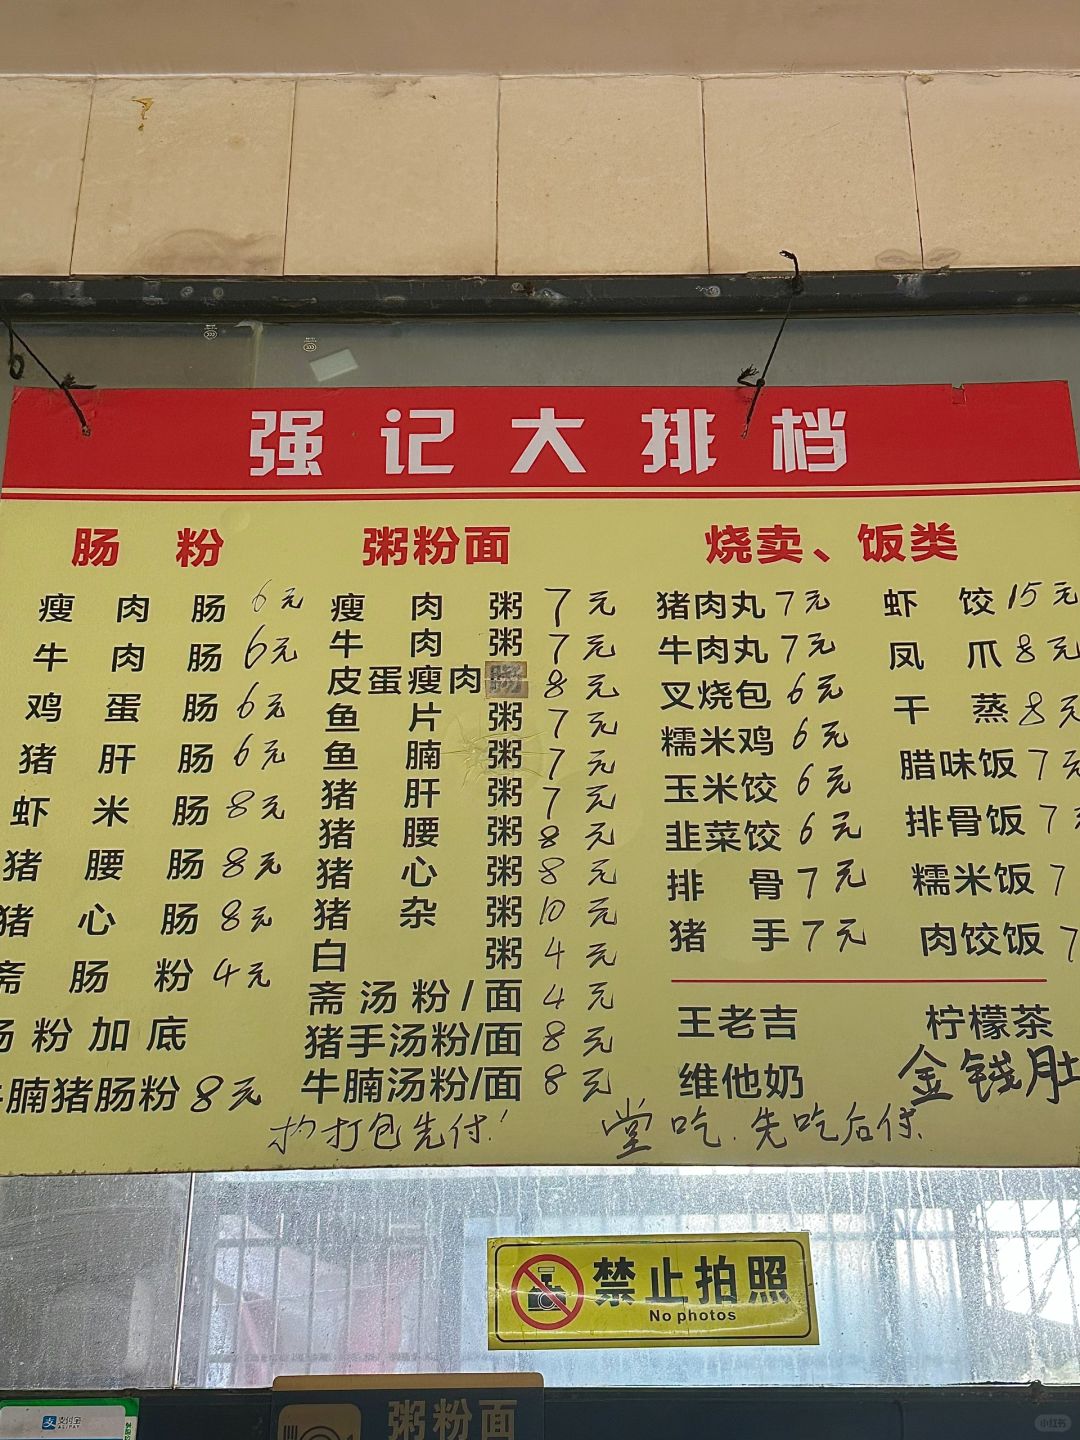 强记大排档
肠粉
瘦肉肠 6元
牛肉肠 6元
鸡蛋肠 6元
猪肝肠 6元
虾米肠 8元
猪腰肠 8元
猪心肠 8元
斋肠粉 4元
肠粉加底
牛腩猪肠粉 8元
粥粉面
瘦肉粥 7元
牛肉粥 7元
皮蛋瘦肉 8元
鱼片粥 7元
鱼腩粥 7元
猪肝粥 7元
猪腰粥 8元
猪心粥 8元
猪杂粥 10元
白粥 4元
斋汤粉/面 4元
猪手汤粉/面 8元
牛腩汤粉/面 8元
烧卖、饭类
猪肉丸 7元
牛肉丸 7元
叉烧包 6元
糯米鸡 6元
玉米饺 6元
韭菜饺 6元
排骨 7元
猪手 7元
虾饺 15元
凤爪 8元
干蒸 8元
腊味饭 7元
排骨饭 7
糯米饭 7
肉饺饭 7
王老吉 柠檬茶
维他奶 金钱肚
打包先付! 堂吃.先吃后付.
禁止拍照
No photos
支付宝
ALIPAY
粥粉面
小红书